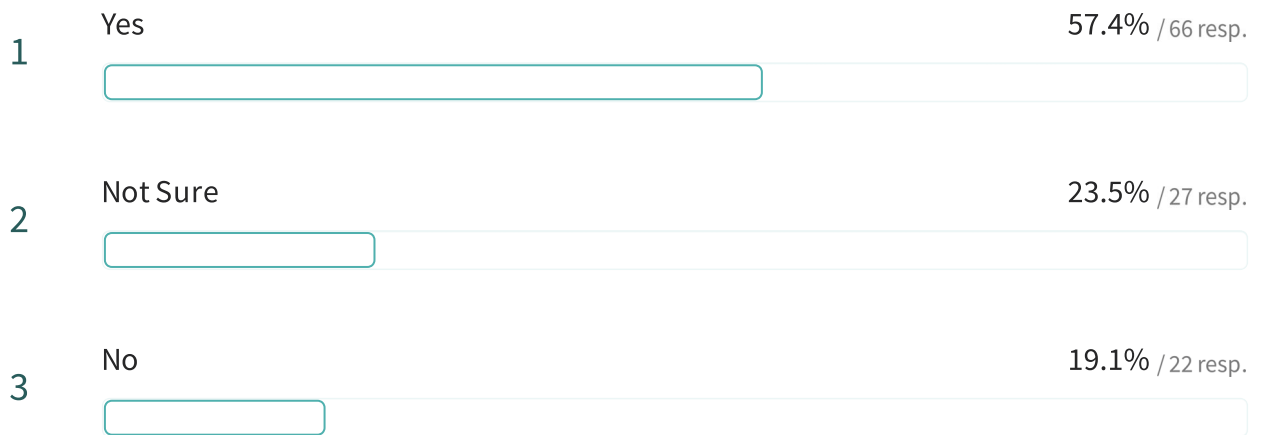 1
Yes 57.4% / 66 resp.
2
Not Sure 23.5% / 27 resp.
3
No 19.1% / 22 resp.